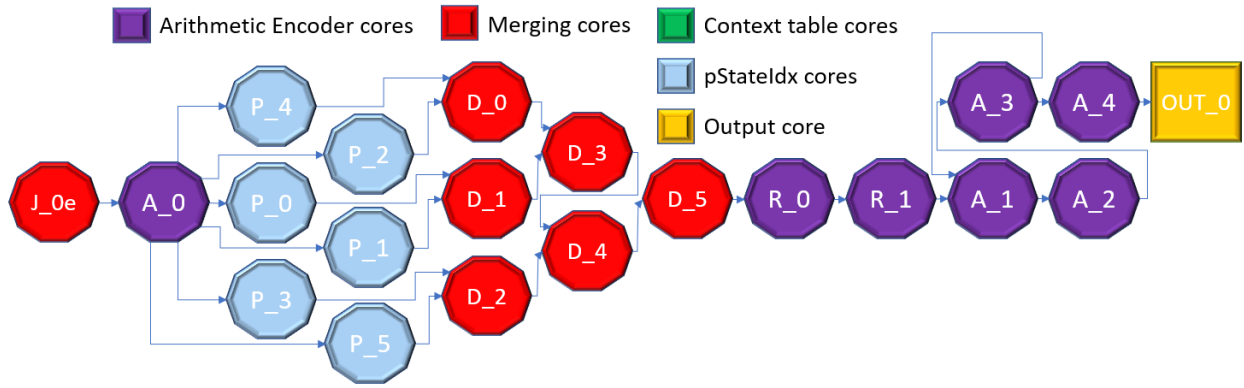 Arithmetic Encoder cores
Merging cores
Context table cores
pStateIdx cores
Output core
J_0e
A_0
P_4
P_2
P_0
P_1
P_3
P_5
D_0
D_1
D_2
D_3
D_4
D_5
R_0
R_1
A_1
A_2
A_3
A_4
OUT_0